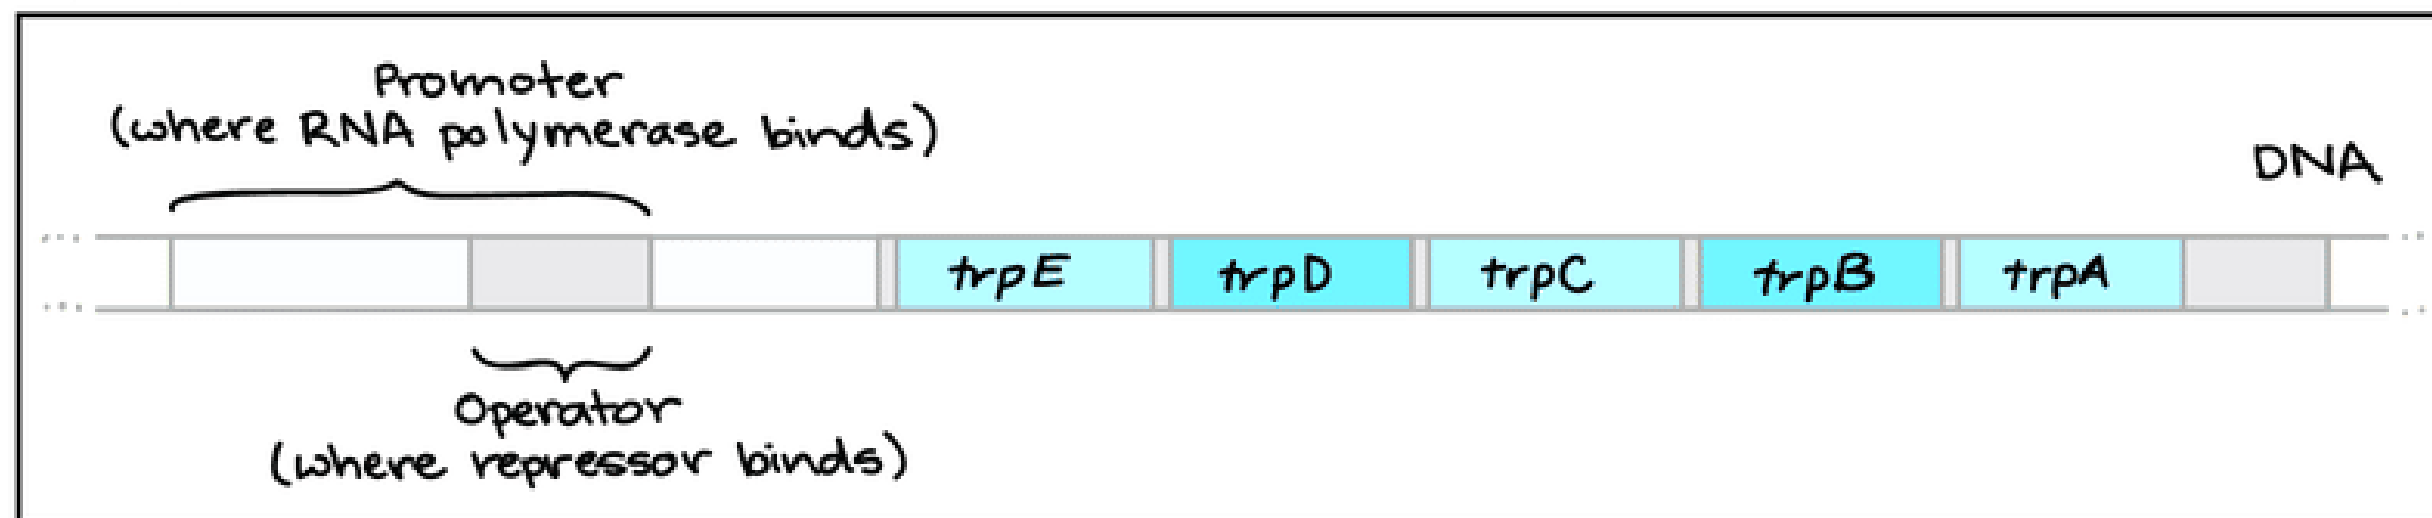 Promoter
(where RNA polymerase binds)
DNA
trpE trpD trpC trpB trpA
Operator
(where repressor binds)